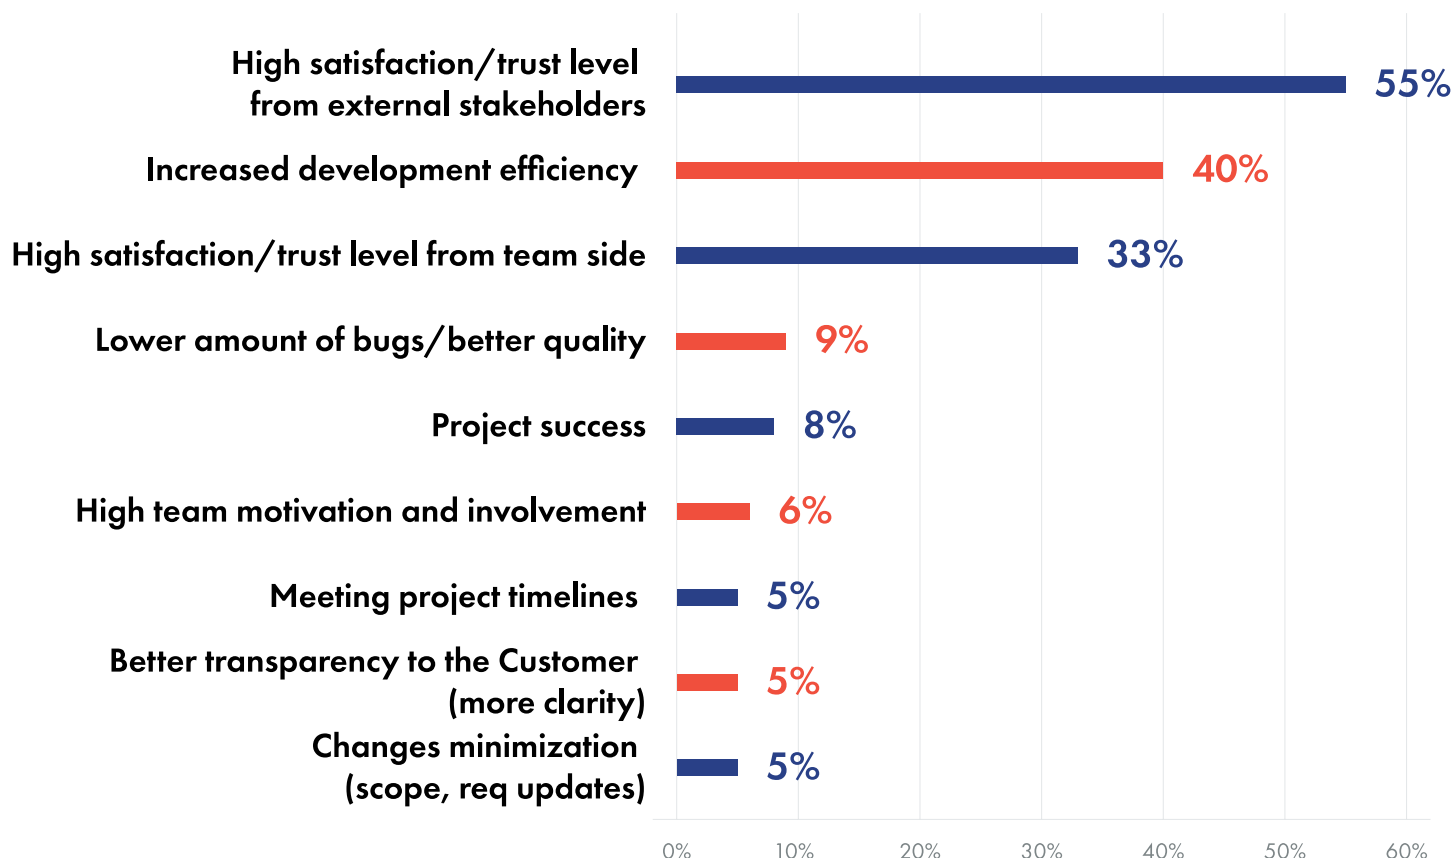 High satisfaction/trust level
from external stakeholders
55%
Increased development efficiency
40%
High satisfaction/trust level from team side
33%
Lower amount of bugs/better quality
9%
Project success
8%
High team motivation and involvement
6%
Meeting project timelines
5%
Better transparency to the Customer
(more clarity)
5%
Changes minimization
(scope, req updates)
5%
0% 10% 20% 30% 40% 50% 60%